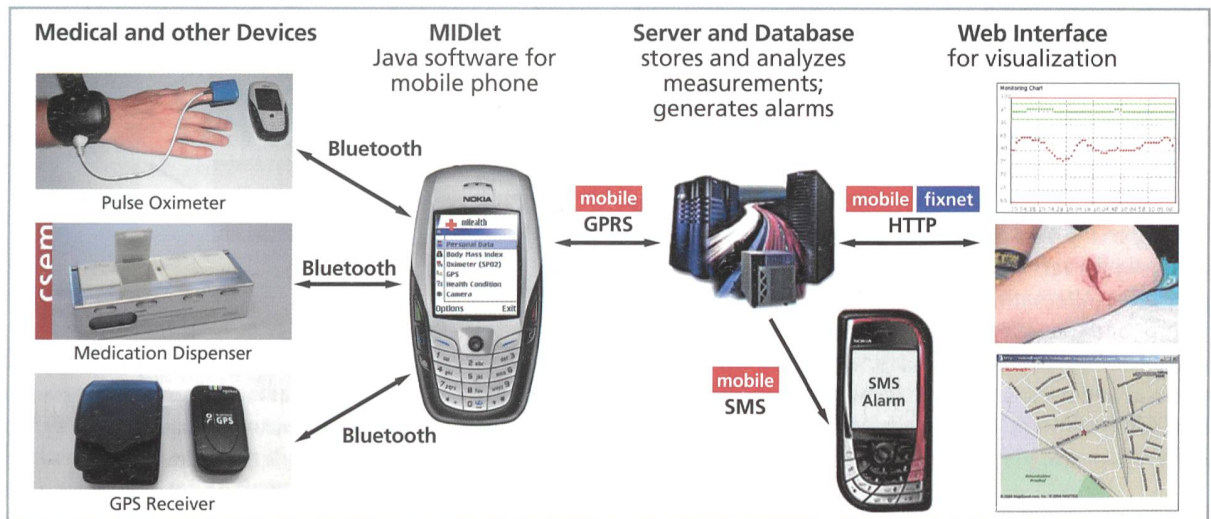 Medical and other Devices
Pulse Oximeter
csem
Medication Dispenser
GPS
GPS Receiver
Bluetooth
Bluetooth
Bluetooth
MIDlet
Java software for
mobile phone
NOKIA
mHealth
Personal Data
Body Mass Index
Oximeter (SPO2)
GPS
Health Condition
Camera
Options Exit
mobile
GPRS
Server and Database
stores and analyzes
measurements;
generates alarms
mobile
SMS
NOKIA
SMS
Alarm
mobile fixnet
HTTP
Web Interface
for visualization
Monitoring Chart